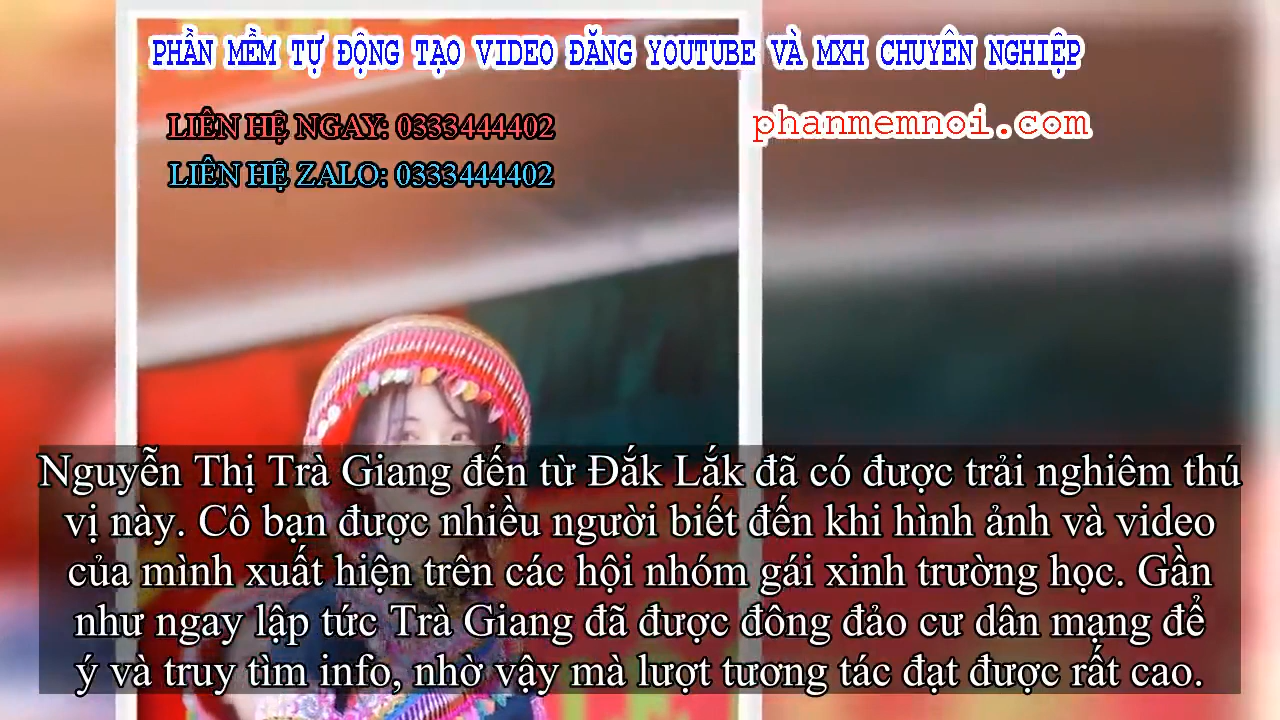 PHẦN MỀM TỰ ĐỘNG TẠO VIDEO ĐĂNG YOUTUBE VÀ MXH CHUYÊN NGHIỆP
LIÊN HỆ NGAY: 0333444402
phanmemnoi.com
LIÊN HỆ ZALO: 0333444402
Nguyễn Thị Trà Giang đến từ Đắk Lắk đã có được trải nghiêm thú
vị này. Cô bạn được nhiều người biết đến khi hình ảnh và video
của mình xuất hiện trên các hội nhóm gái xinh trường học. Gần
như ngay lập tức Trà Giang đã được đông đảo cư dân mạng để
ý và truy tìm info, nhờ vậy mà lượt tương tác đạt được rất cao.